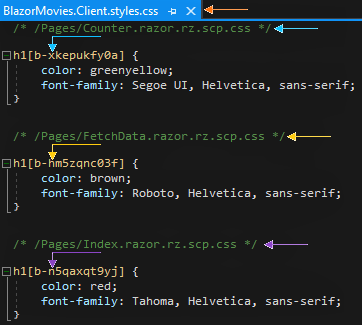 BlazorMovies.Client.styles.css
/* /Pages/Counter.razor.rz.scp.css */
h1[b-xkepukfy0a] {
color: greenyellow;
font-family: Segoe UI, Helvetica, sans-serif;
}
/* /Pages/FetchData.razor.rz.scp.css */
h1[b-hm5zqnc03f] {
color: brown;
font-family: Roboto, Helvetica, sans-serif;
}
/* /Pages/Index.razor.rz.scp.css */
h1[b-n5qaxqt9yj] {
color: red;
font-family: Tahoma, Helvetica, sans-serif;
}